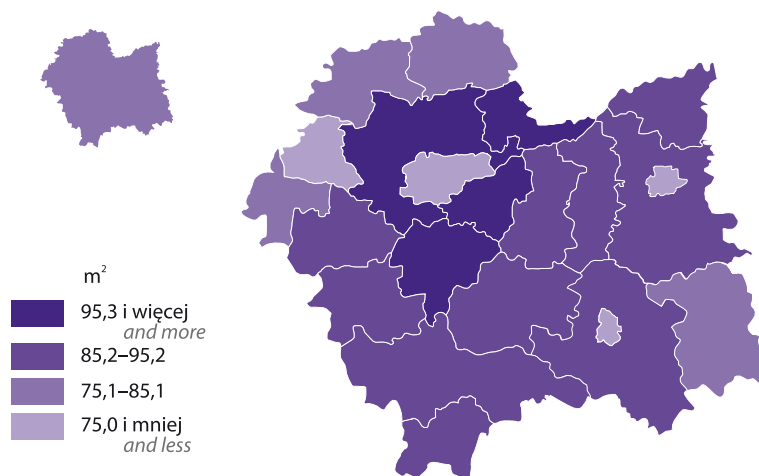 m²
95,3 i więcej
and more
85,2–95,2
75,1–85,1
75,0 i mniej
and less